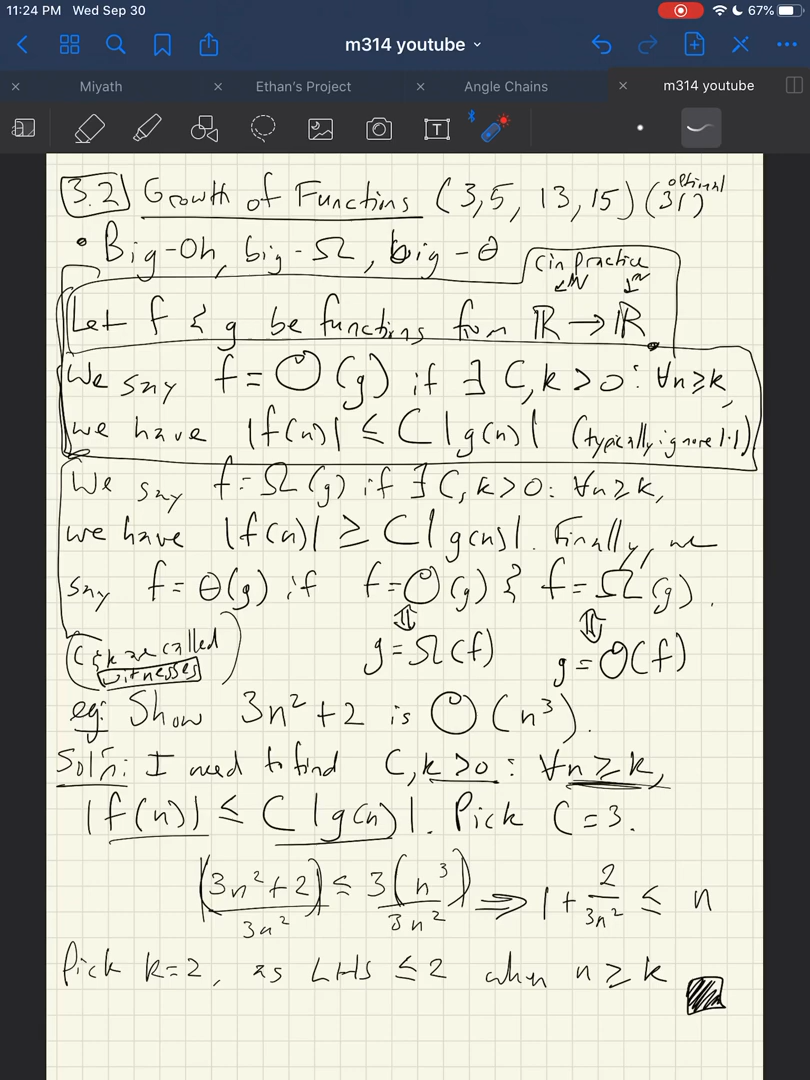 11:24 PM Wed Sep 30 67%
m314 youtube
Miyath Ethan's Project Angle Chains m314 youtube
3.2 Growth of Functions (3,5, 13, 15) (31) optional
• Big-Oh, big-Ω, big-Θ
(in practice
ℕ ℕ
Let f & g be functions from ℝ → ℝ.
We say f = O(g) if ∃ C, k > 0 : ∀n ≥ k,
we have |f(n)| ≤ C|g(n)| (typically ignore |·|)
We say f = Ω(g) if ∃ C, k > 0 : ∀n ≥ k,
we have |f(n)| ≥ C|g(n)|. Finally, we
say f = Θ(g) if f = O(g) & f = Ω(g).
⇕ ⇕
(C & k are called witnesses) g = Ω(f) g = O(f)
eg: Show 3n² + 2 is O(n³).
Sol'n: I need to find C, k > 0 : ∀n ≥ k,
|f(n)| ≤ C|g(n)|. Pick C = 3.
(3n² + 2)/3n² ≤ 3(n³)/3n² ⇒ 1 + 2/3n² ≤ n
Pick k = 2, as LHS ≤ 2 when n ≥ k